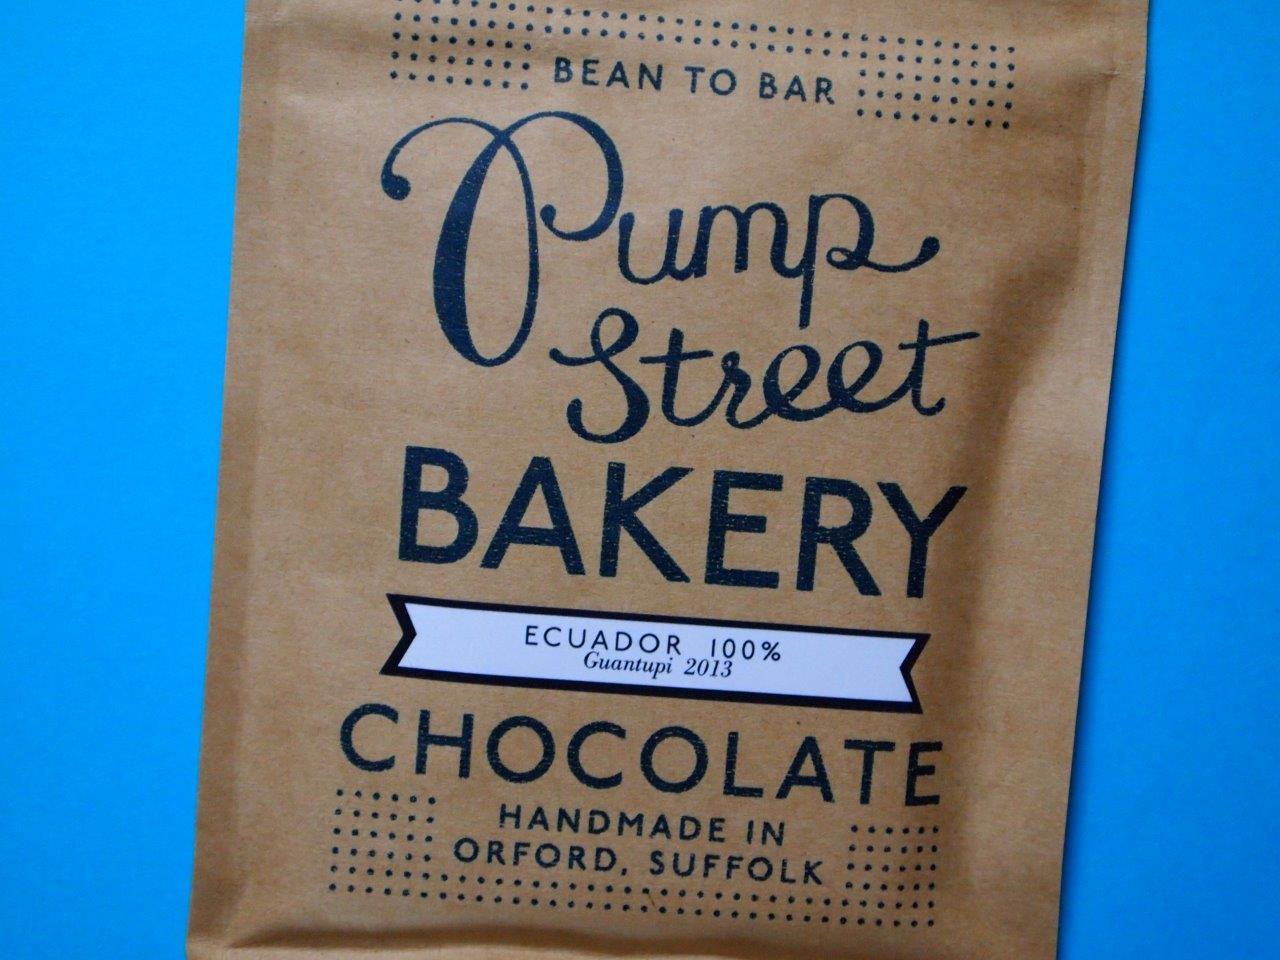 BEAN TO BAR
Pump
Street
BAKERY
ECUADOR 100%
Guantupi 2013
CHOCOLATE
HANDMADE IN
ORFORD, SUFFOLK